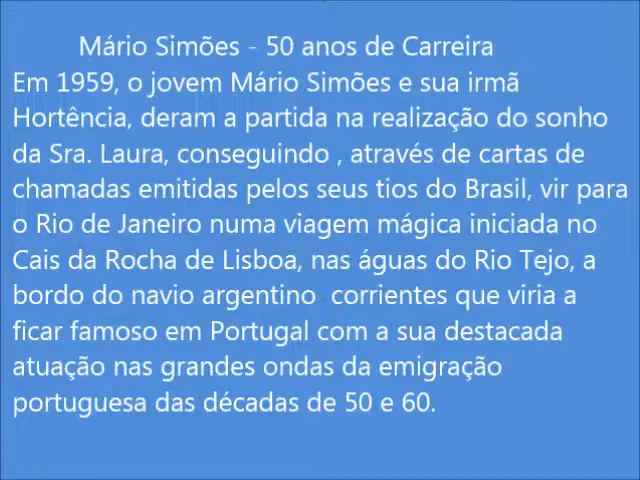 Mário Simões - 50 anos de Carreira
Em 1959, o jovem Mário Simões e sua irmã
Hortência, deram a partida na realização do sonho
da Sra. Laura, conseguindo , através de cartas de
chamadas emitidas pelos seus tios do Brasil, vir para
o Rio de Janeiro numa viagem mágica iniciada no
Cais da Rocha de Lisboa, nas águas do Rio Tejo, a
bordo do navio argentino  corrientes que viria a
ficar famoso em Portugal com a sua destacada
atuação nas grandes ondas da emigração
portuguesa das décadas de 50 e 60.